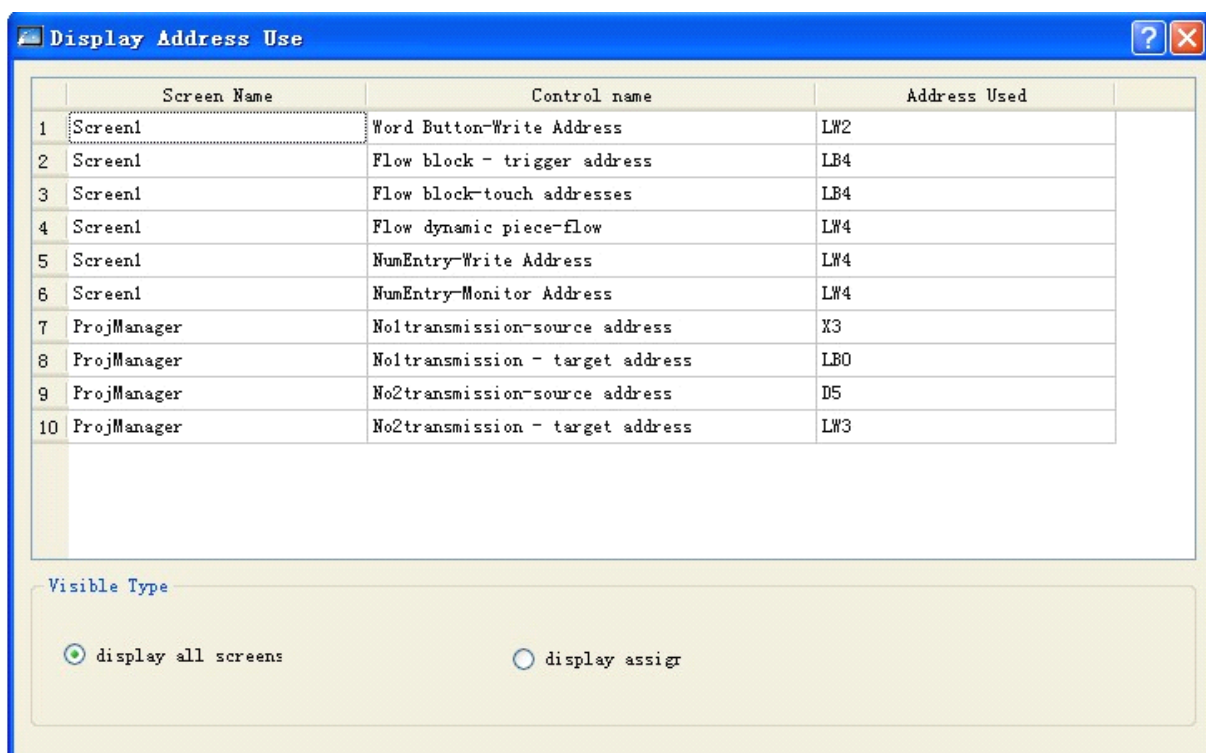 Display Address Use
Screen Name Control name Address Used
1 Screen1 Word Button-Write Address LW2
2 Screen1 Flow block - trigger address LB4
3 Screen1 Flow block-touch addresses LB4
4 Screen1 Flow dynamic piece-flow LW4
5 Screen1 NumEntry-Write Address LW4
6 Screen1 NumEntry-Monitor Address LW4
7 ProjManager No1transmission-source address X3
8 ProjManager No1transmission - target address LB0
9 ProjManager No2transmission-source address D5
10 ProjManager No2transmission - target address LW3
Visible Type
display all screens
display assign